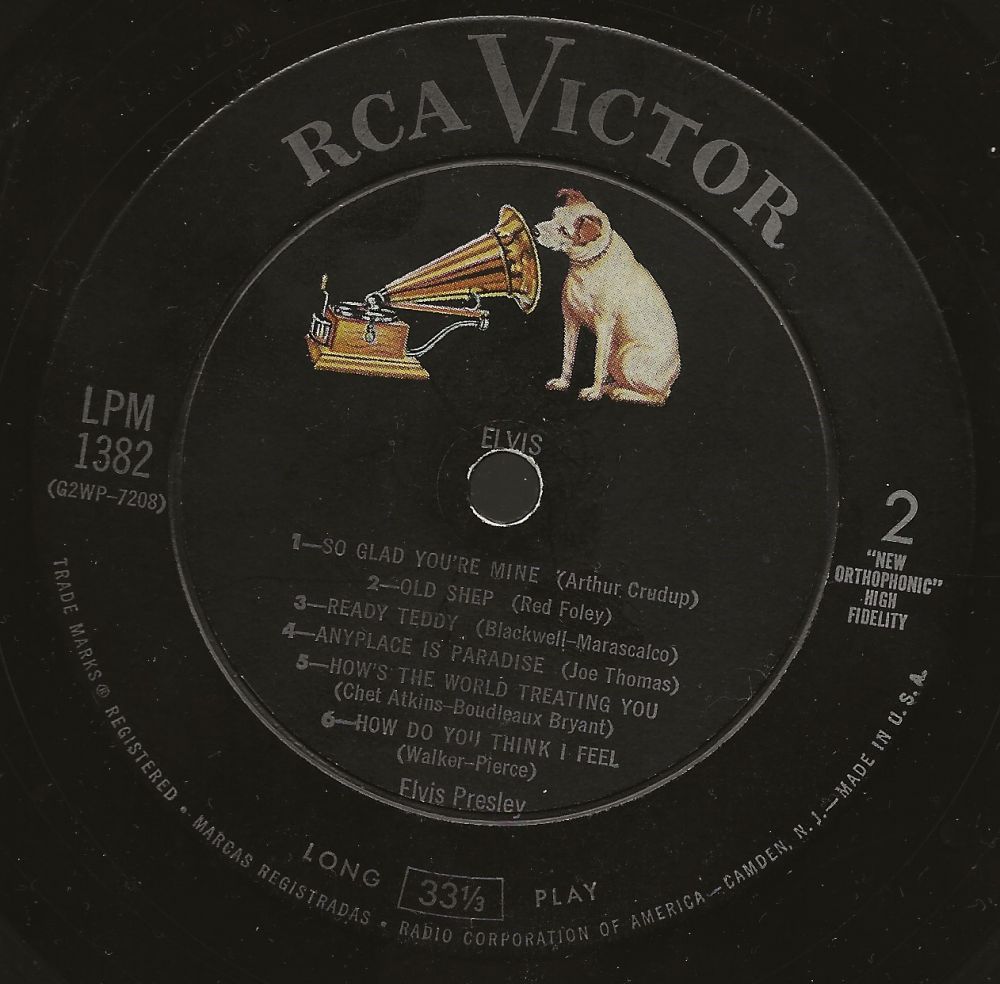 RCA VICTOR
LPM
1382
(G2WP-7208)
ELVIS
2
"NEW
ORTHOPHONIC"
HIGH
FIDELITY
1—SO GLAD YOU'RE MINE (Arthur Crudup)
2—OLD SHEP (Red Foley)
3—READY TEDDY (Blackwell-Marascalco)
4—ANYPLACE IS PARADISE (Joe Thomas)
5—HOW'S THE WORLD TREATING YOU
(Chet Atkins-Boudleaux Bryant)
6—HOW DO YOU THINK I FEEL
(Walker-Pierce)
Elvis Presley
LONG 33⅓ PLAY
TRADE MARKS ® REGISTERED • MARCAS REGISTRADAS • RADIO CORPORATION OF AMERICA—CAMDEN, N. J.—MADE IN U. S. A.